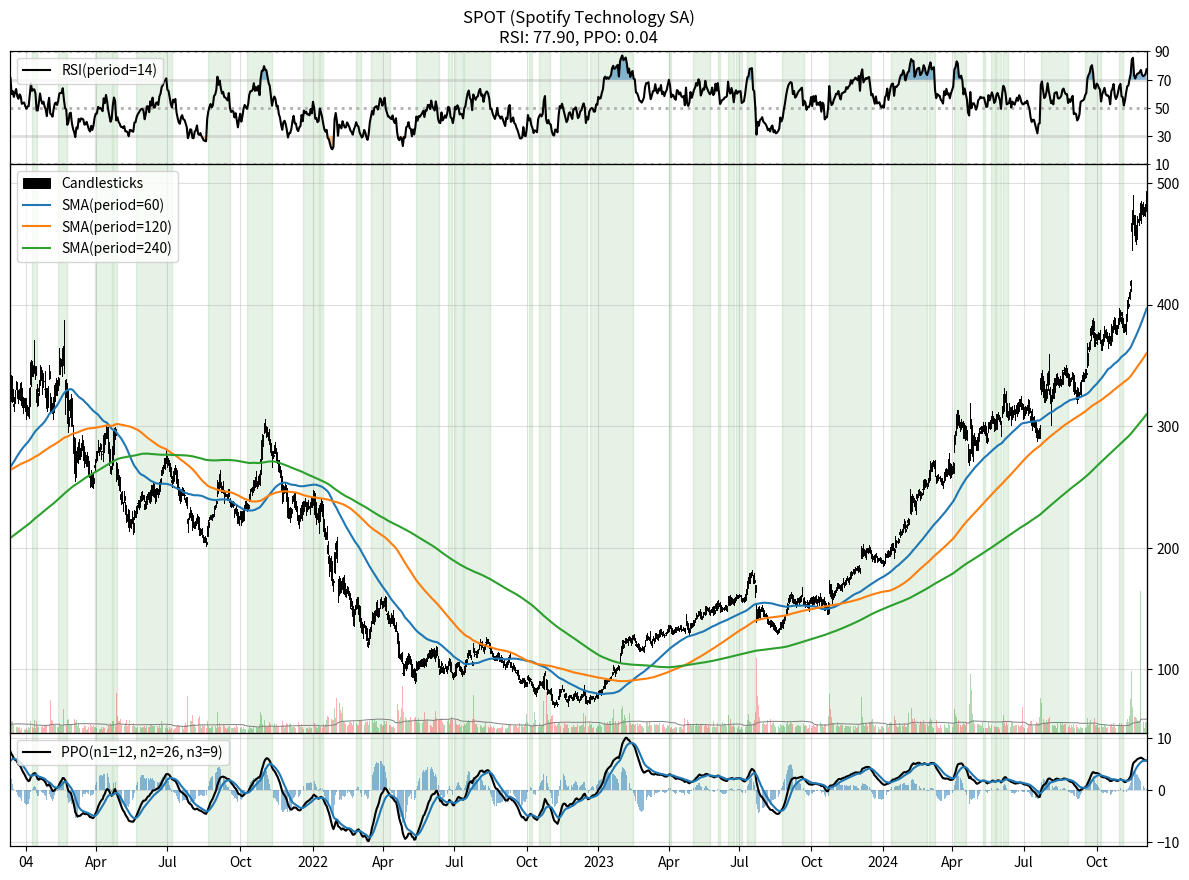 SPOT (Spotify Technology SA)
RSI: 77.90, PPO: 0.04
RSI(period=14)
90
70
50
30
10
Candlesticks
SMA(period=60)
SMA(period=120)
SMA(period=240)
500
400
300
200
100
PPO(n1=12, n2=26, n3=9)
10
0
−10
04 Apr Jul Oct 2022 Apr Jul Oct 2023 Apr Jul Oct 2024 Apr Jul Oct